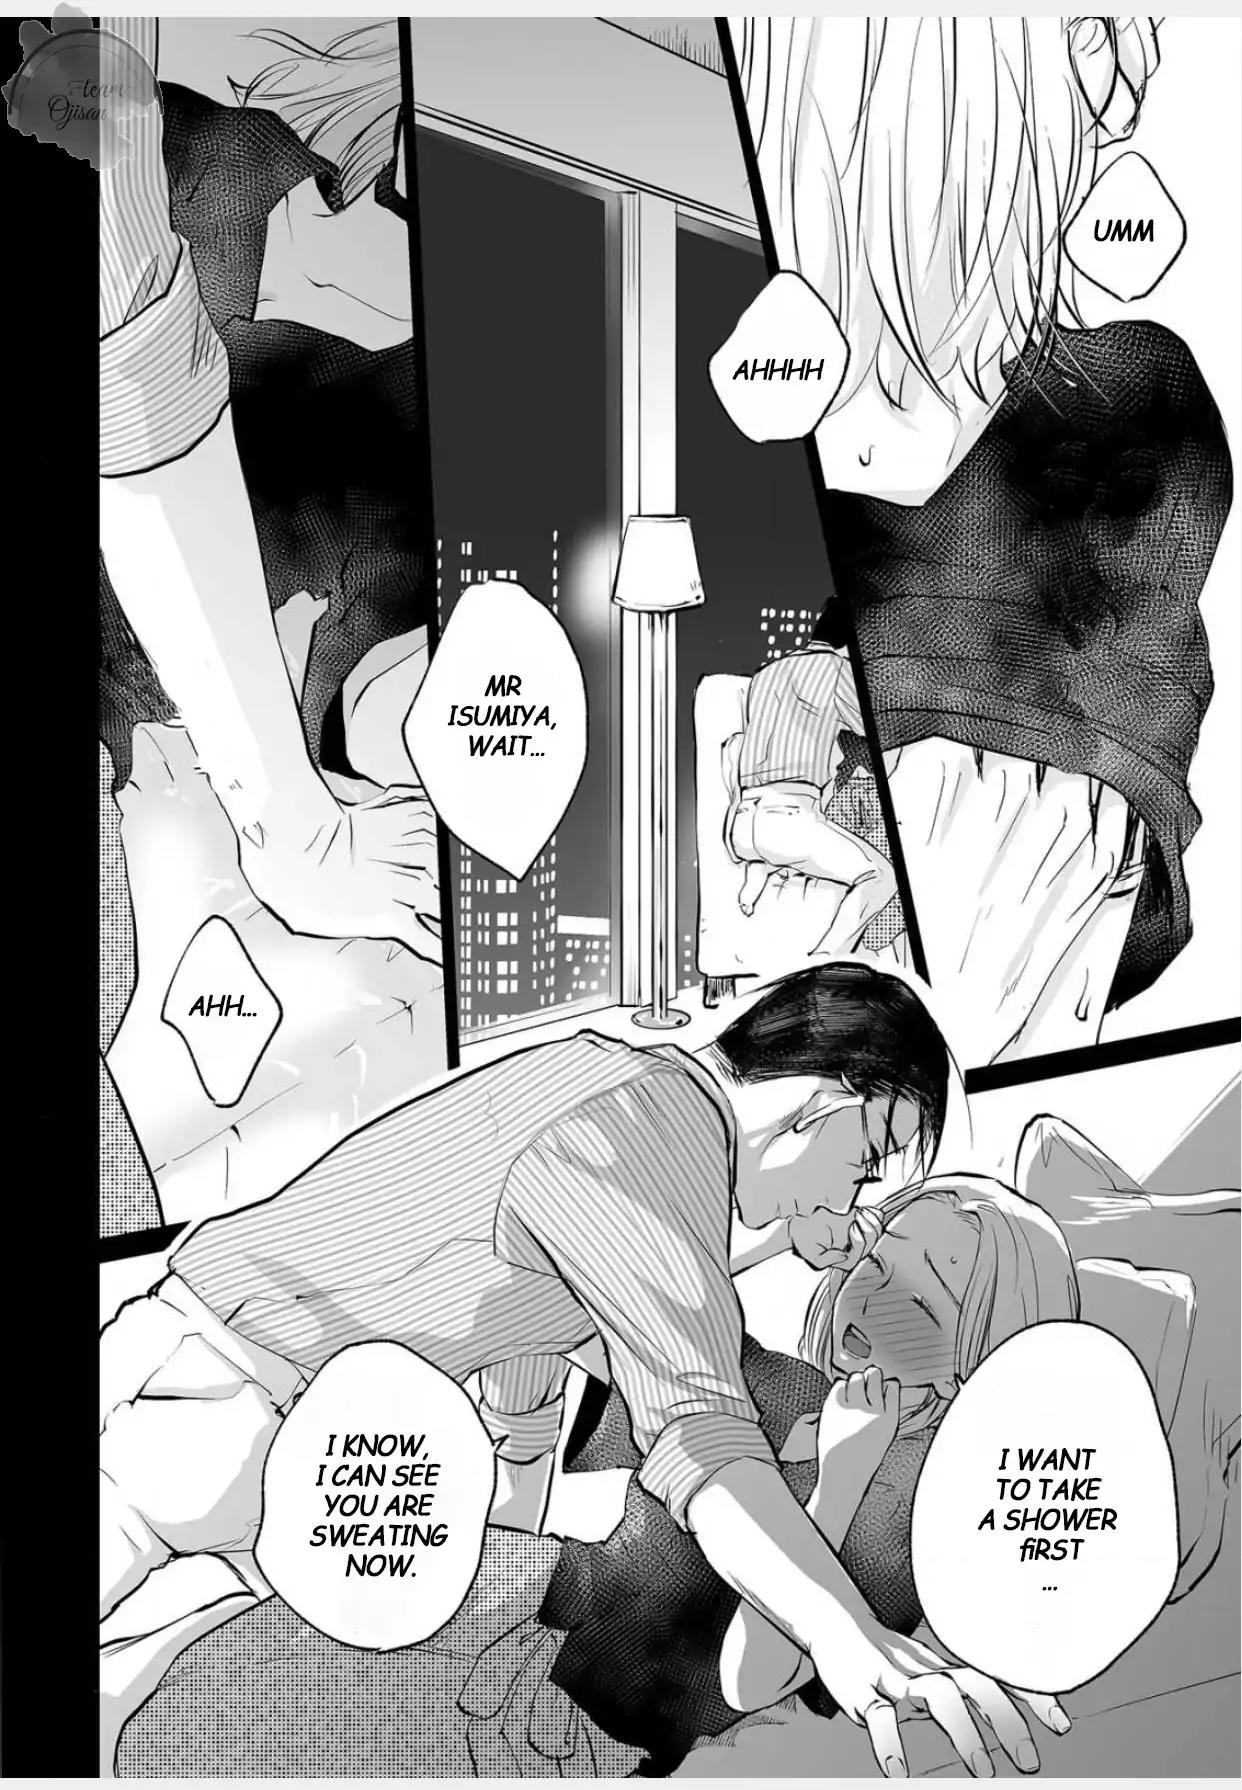 UMM
AHHHH
MR
ISUMIYA,
WAIT...
AHH...
I WANT
TO TAKE
A SHOWER
fiRST
...
I KNOW,
I CAN SEE
YOU ARE
SWEATING
NOW.
team
Ojisan